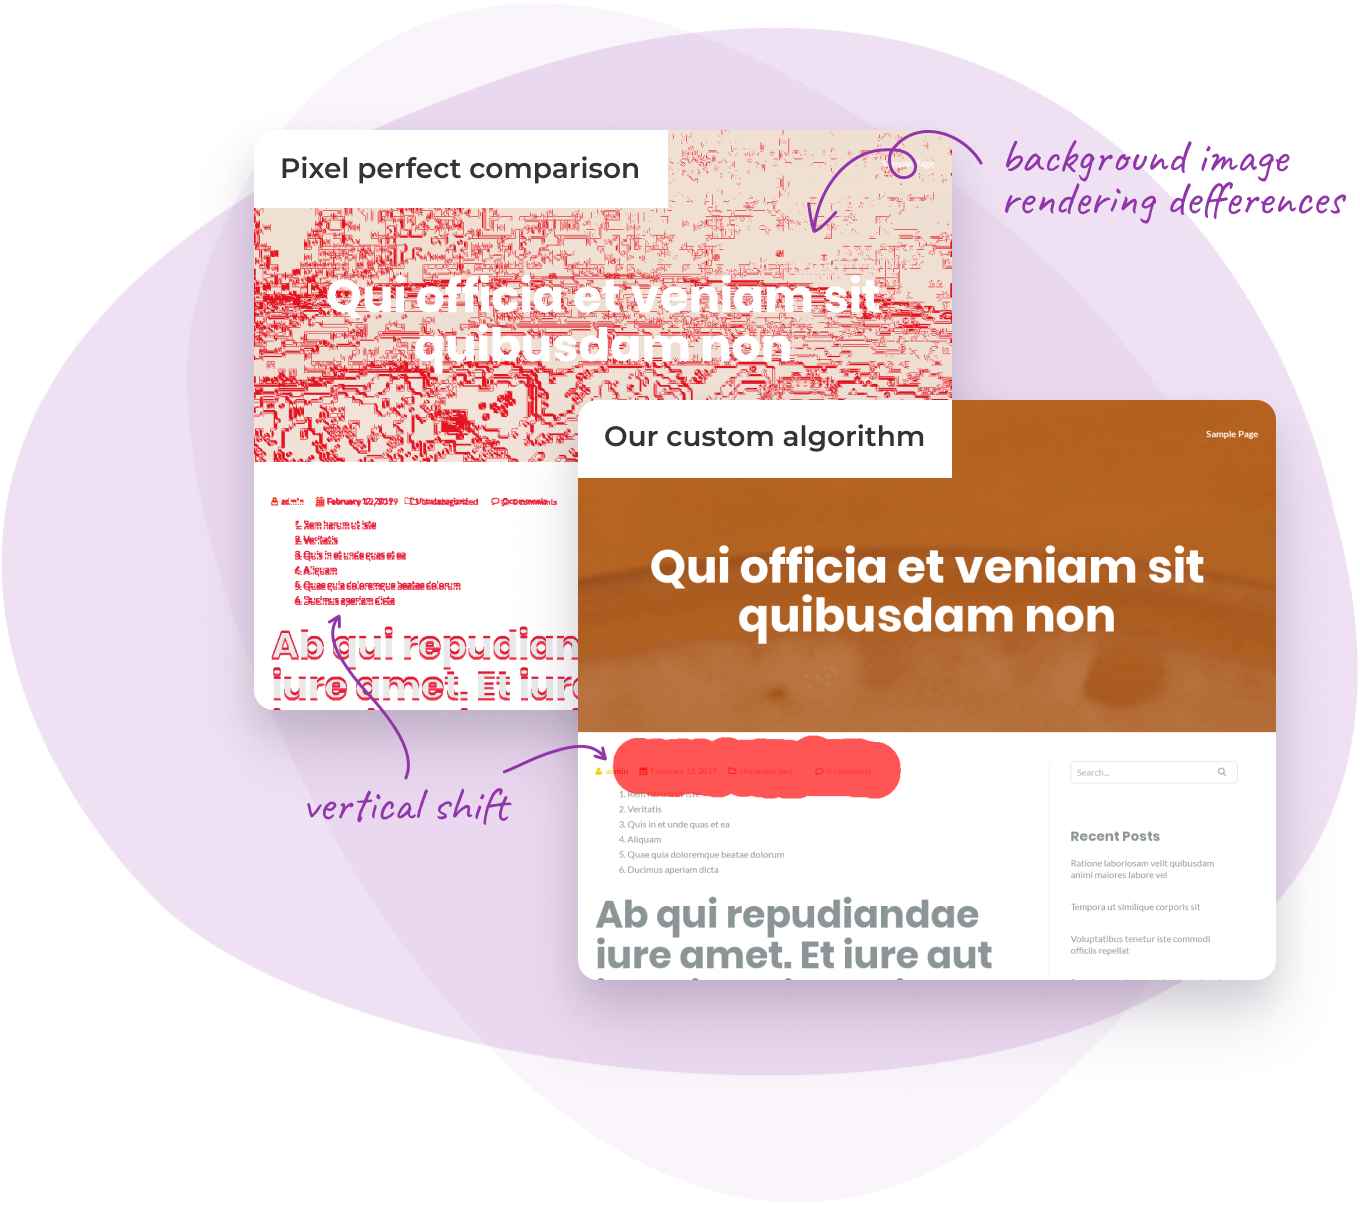 Pixel perfect comparison
background image
rendering defferences
Qui officia et veniam sit
quibusdam non
admin February 12, 2019 Uncategorized 0 comments
2. Veritatis
3. Quis in et unde quas et ea
4. Aliquam
5. Quae quia doloremque beatae dolorum
6. Ducimus aperiam dicta
Ab qui repudian
iure amet. Et iure
vertical shift
Our custom algorithm
Sample Page
Qui officia et veniam sit
quibusdam non
admin February 12, 2019 Uncategorized 0 comments
2. Veritatis
3. Quis in et unde quas et ea
4. Aliquam
5. Quae quia doloremque beatae dolorum
6. Ducimus aperiam dicta
Ab qui repudiandae
iure amet. Et iure aut
Search...
Recent Posts
Ratione laboriosam velit quibusdam
animi maiores labore vel
Tempora ut similique corporis sit
Voluptatibus tenetur iste commodi
officiis repellat